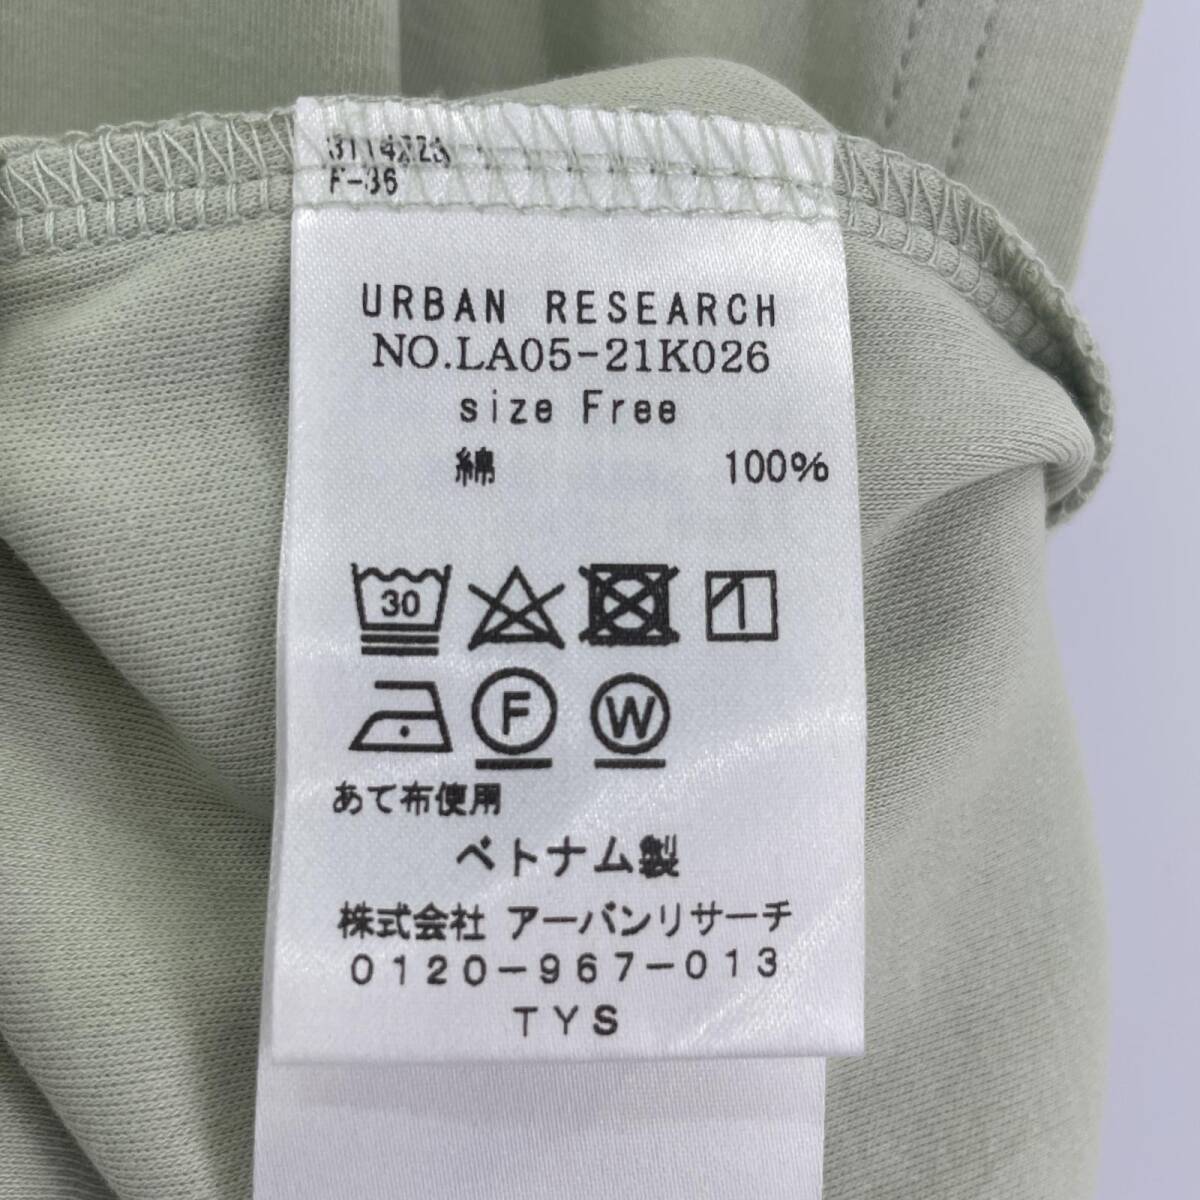 F-36
URBAN RESEARCH
NO.LA05-21K026
size Free
綿 100%
30
F W
あて布使用
ベトナム製
株式会社 アーバンリサーチ
0120-967-013
TYS